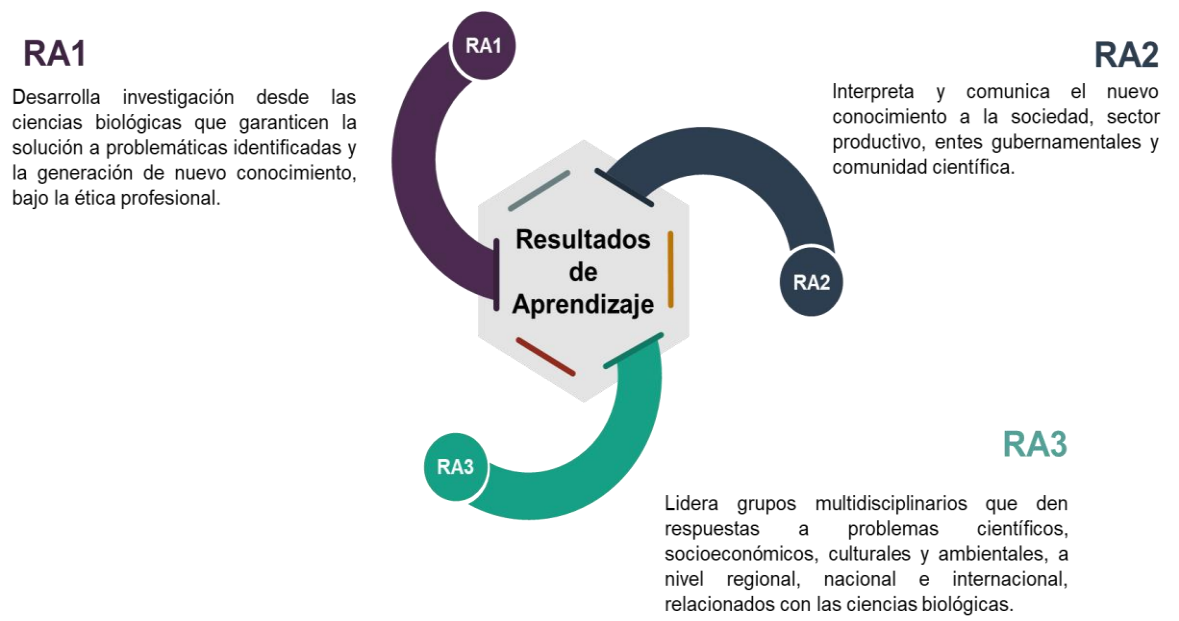 RA1
Desarrolla investigación desde las
ciencias biológicas que garanticen la
solución a problemáticas identificadas y
la generación de nuevo conocimiento,
bajo la ética profesional.
RA1
RA2
Interpreta y comunica el nuevo
conocimiento a la sociedad, sector
productivo, entes gubernamentales y
comunidad científica.
RA2
Resultados
de
Aprendizaje
RA3
RA3
Lidera grupos multidisciplinarios que den
respuestas a problemas científicos,
socioeconómicos, culturales y ambientales, a
nivel regional, nacional e internacional,
relacionados con las ciencias biológicas.